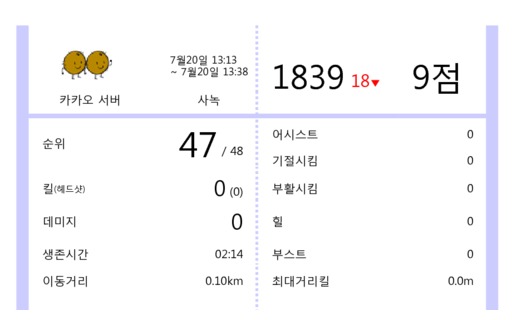 7월20일 13:13
~ 7월20일 13:38
카카오 서버
사녹
1839 18▼ 9점
순위 47 / 48
킬(헤드샷) 0 (0)
데미지 0
생존시간 02:14
이동거리 0.10km
어시스트 0
기절시킴 0
부활시킴 0
힐 0
부스트 0
최대거리킬 0.0m